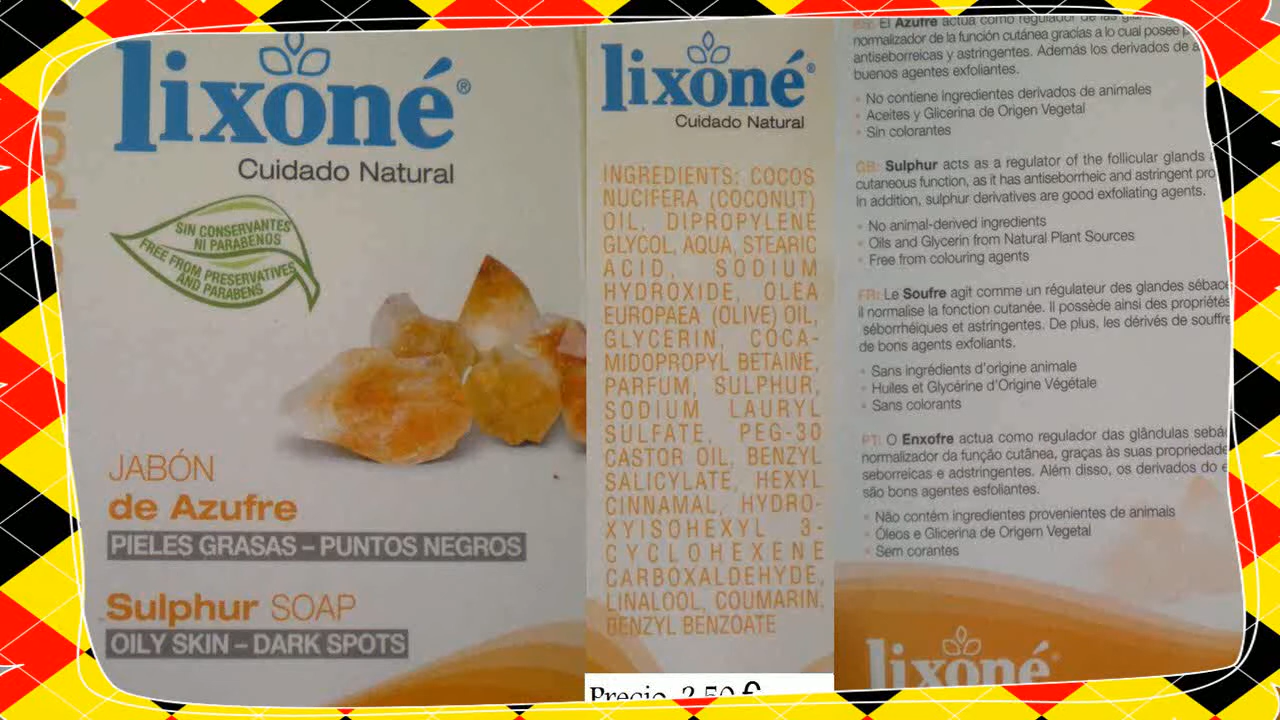 lixoné®
Cuidado Natural
SIN CONSERVANTES
NI PARABENOS
FREE FROM PRESERVATIVES
AND PARABENS
JABÓN
de Azufre
PIELES GRASAS – PUNTOS NEGROS
Sulphur SOAP
OILY SKIN – DARK SPOTS
lixoné®
Cuidado Natural
INGREDIENTS: COCOS
NUCIFERA (COCONUT)
OIL, DIPROPYLENE
GLYCOL, AQUA, STEARIC
ACID, SODIUM
HYDROXIDE, OLEA
EUROPAEA (OLIVE) OIL,
GLYCERIN, COCA-
MIDOPROPYL BETAINE,
PARFUM, SULPHUR,
SODIUM LAURYL
SULFATE, PEG-30
CASTOR OIL, BENZYL
SALICYLATE, HEXYL
CINNAMAL, HYDRO-
XYISOHEXYL 3-
CYCLOHEXENE
CARBOXALDEHYDE,
LINALOOL, COUMARIN,
BENZYL BENZOATE
Precio 2,50 €
El Azufre actúa como regulador de las
normalizador de la función cutánea gracias a lo cual posee
antiseborreicas y astringentes. Además los derivados de
buenos agentes exfoliantes.
• No contiene ingredientes derivados de animales
• Aceites y Glicerina de Origen Vegetal
• Sin colorantes
GB: Sulphur acts as a regulator of the follicular glands
cutaneous function, as it has antiseborrheic and astringent pro
In addition, sulphur derivatives are good exfoliating agents.
• No animal-derived ingredients
• Oils and Glycerin from Natural Plant Sources
• Free from colouring agents
FR: Le Soufre agit comme un régulateur des glandes sébacé
il normalise la fonction cutanée. Il possède ainsi des propriétés
séborrhéiques et astringentes. De plus, les dérivés de souffre
de bons agents exfoliants.
• Sans ingrédients d'origine animale
• Huiles et Glycérine d'Origine Végétale
• Sans colorants
PT: O Enxofre actua como regulador das glândulas sebá
normalizador da função cutânea, graças às suas propriedade
seborreicas e adstringentes. Além disso, os derivados do e
são bons agentes esfoliantes.
• Não contém ingredientes provenientes de animais
• Óleos e Glicerina de Origem Vegetal
• Sem corantes
lixoné®